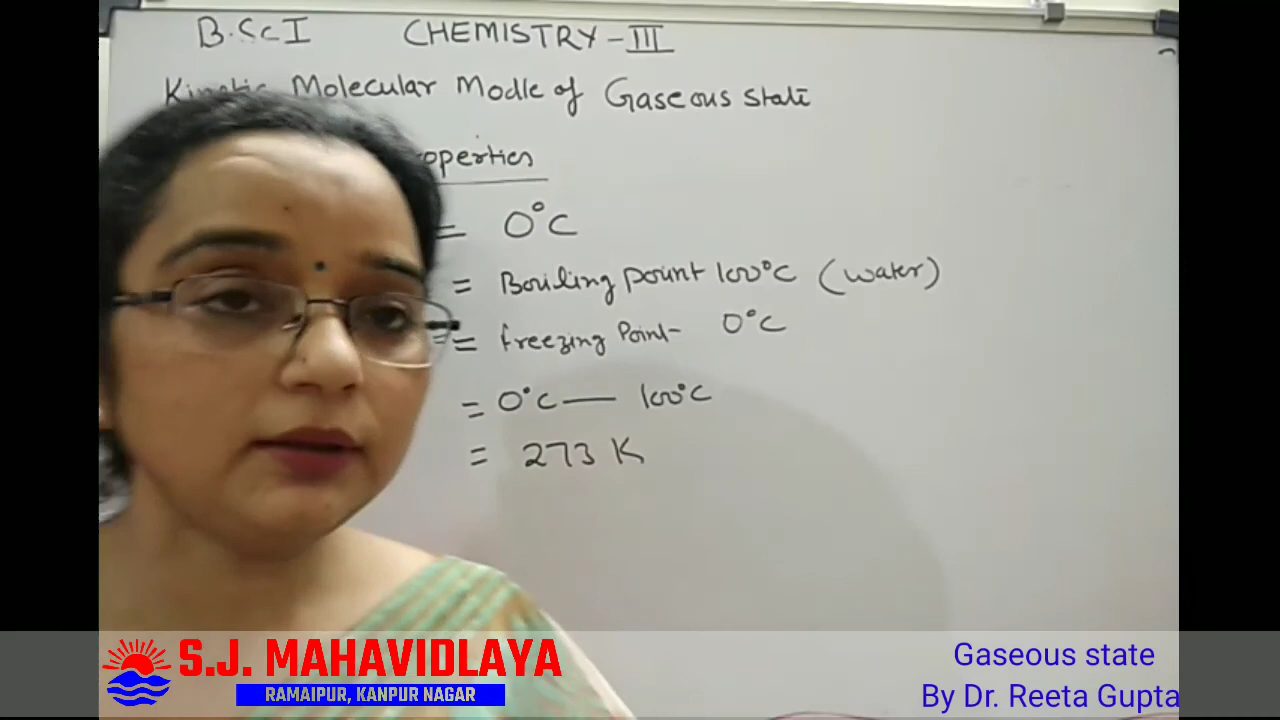 B.Sc I CHEMISTRY-III
Kinetic Molecular Modle of Gaseous state
operties
= 0°C
= Boiling point 100°C (water)
= freezing Point- 0°C
= 0°C — 100°C
= 273 K
S.J. MAHAVIDLAYA
RAMAIPUR, KANPUR NAGAR
Gaseous state
By Dr. Reeta Gupta